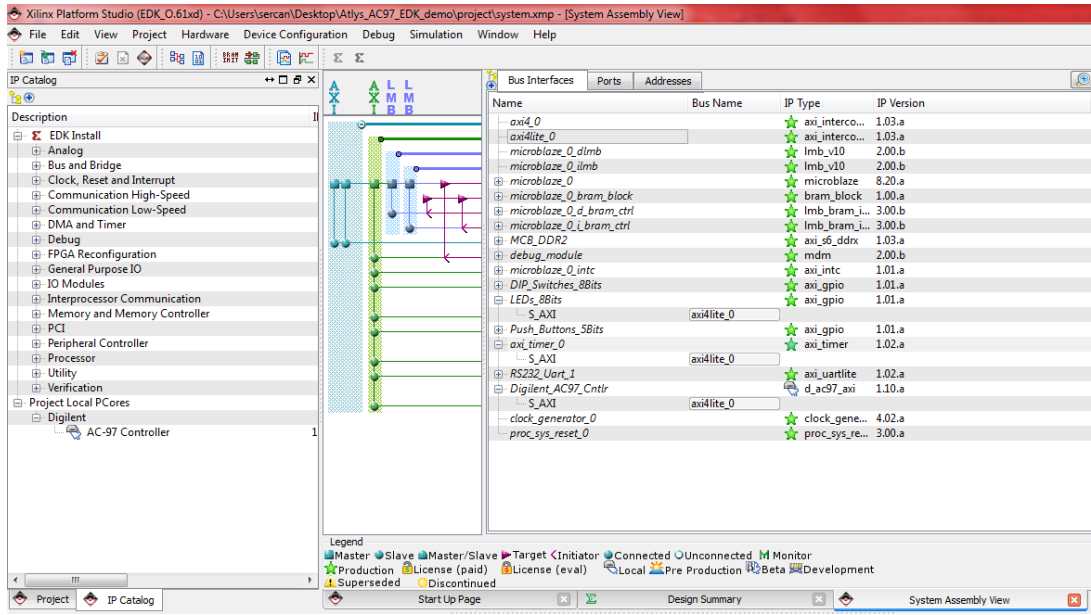 Xilinx Platform Studio (EDK_O.61xd) - C:\Users\sercan\Desktop\Atlys_AC97_EDK_demo\project\system.xmp - [System Assembly View]
File Edit View Project Hardware Device Configuration Debug Simulation Window Help
IP Catalog
Description
EDK Install
Analog
Bus and Bridge
Clock, Reset and Interrupt
Communication High-Speed
Communication Low-Speed
DMA and Timer
Debug
FPGA Reconfiguration
General Purpose IO
IO Modules
Interprocessor Communication
Memory and Memory Controller
PCI
Peripheral Controller
Processor
Utility
Verification
Project Local PCores
Digilent
AC-97 Controller 1
Project IP Catalog
AXI AXI LMB LMB
Bus Interfaces Ports Addresses
Name Bus Name IP Type IP Version
axi4_0 axi_interco... 1.03.a
axi4lite_0 axi_interco... 1.03.a
microblaze_0_dlmb lmb_v10 2.00.b
microblaze_0_ilmb lmb_v10 2.00.b
microblaze_0 microblaze 8.20.a
microblaze_0_bram_block bram_block 1.00.a
microblaze_0_d_bram_ctrl lmb_bram_i... 3.00.b
microblaze_0_i_bram_ctrl lmb_bram_i... 3.00.b
MCB_DDR2 axi_s6_ddrx 1.03.a
debug_module mdm 2.00.b
microblaze_0_intc axi_intc 1.01.a
DIP_Switches_8Bits axi_gpio 1.01.a
LEDs_8Bits axi_gpio 1.01.a
S_AXI axi4lite_0
Push_Buttons_5Bits axi_gpio 1.01.a
axi_timer_0 axi_timer 1.02.a
S_AXI axi4lite_0
RS232_Uart_1 axi_uartlite 1.02.a
Digilent_AC97_Cntlr d_ac97_axi 1.10.a
S_AXI axi4lite_0
clock_generator_0 clock_gene... 4.02.a
proc_sys_reset_0 proc_sys_re... 3.00.a
Legend
Master Slave Master/Slave Target Initiator Connected Unconnected M Monitor
Production License (paid) License (eval) Local Pre Production Beta Development
Superseded Discontinued
Start Up Page Design Summary System Assembly View